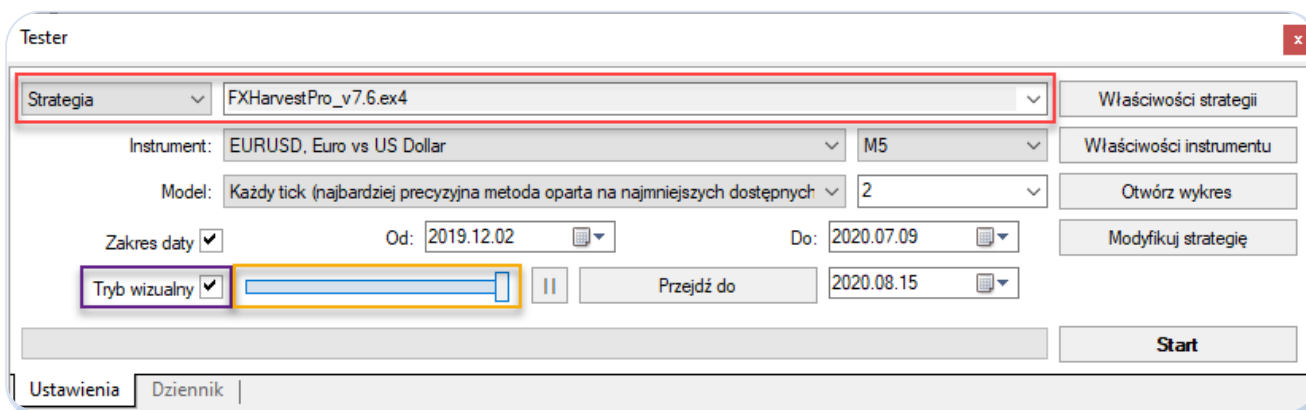 Tester
x
Strategia FXHarvestPro_v7.6.ex4 Właściwości strategii
Instrument: EURUSD, Euro vs US Dollar M5 Właściwości instrumentu
Model: Każdy tick (najbardziej precyzyjna metoda oparta na najmniejszych dostępnych 2 Otwórz wykres
Zakres daty Od: 2019.12.02 Do: 2020.07.09 Modyfikuj strategię
Tryb wizualny Przejdź do 2020.08.15
Start
Ustawienia Dziennik